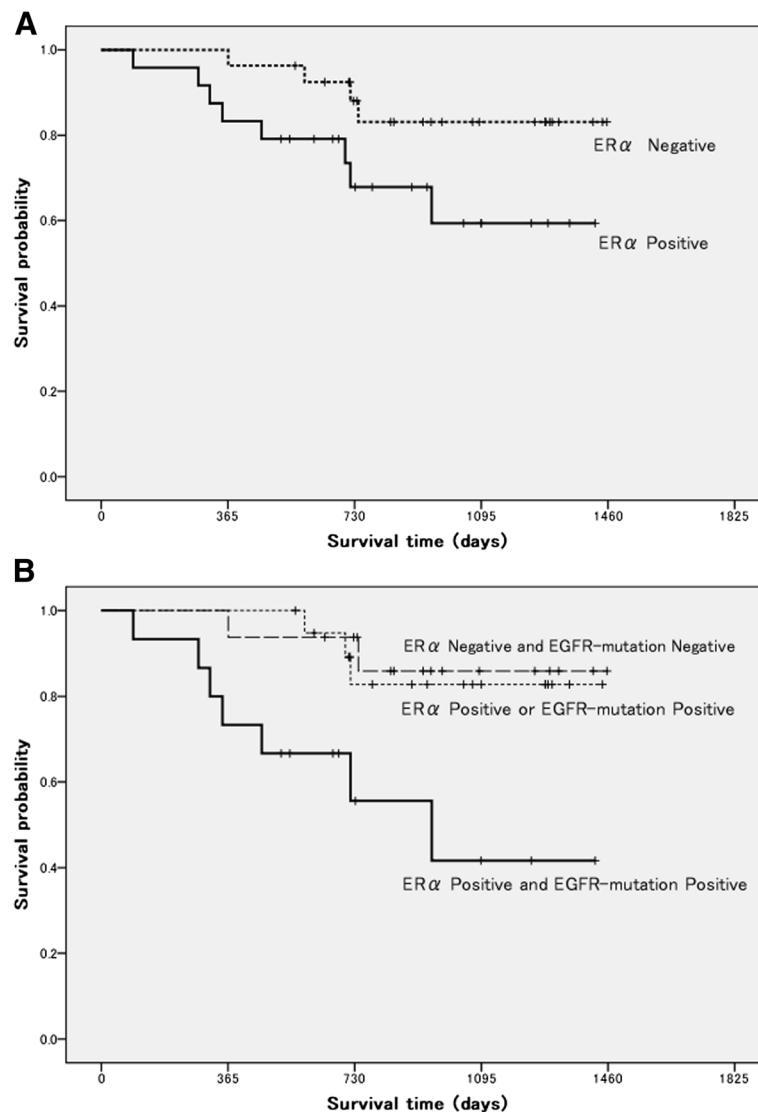 A
1.0
0.8
0.6
0.4
0.2
0.0
Survival probability
ERα Negative
ERα Positive
0 365 730 1095 1460 1825
Survival time (days)
B
1.0
0.8
0.6
0.4
0.2
0.0
Survival probability
ERα Negative and EGFR-mutation Negative
ERα Positive or EGFR-mutation Positive
ERα Positive and EGFR-mutation Positive
0 365 730 1095 1460 1825
Survival time (days)